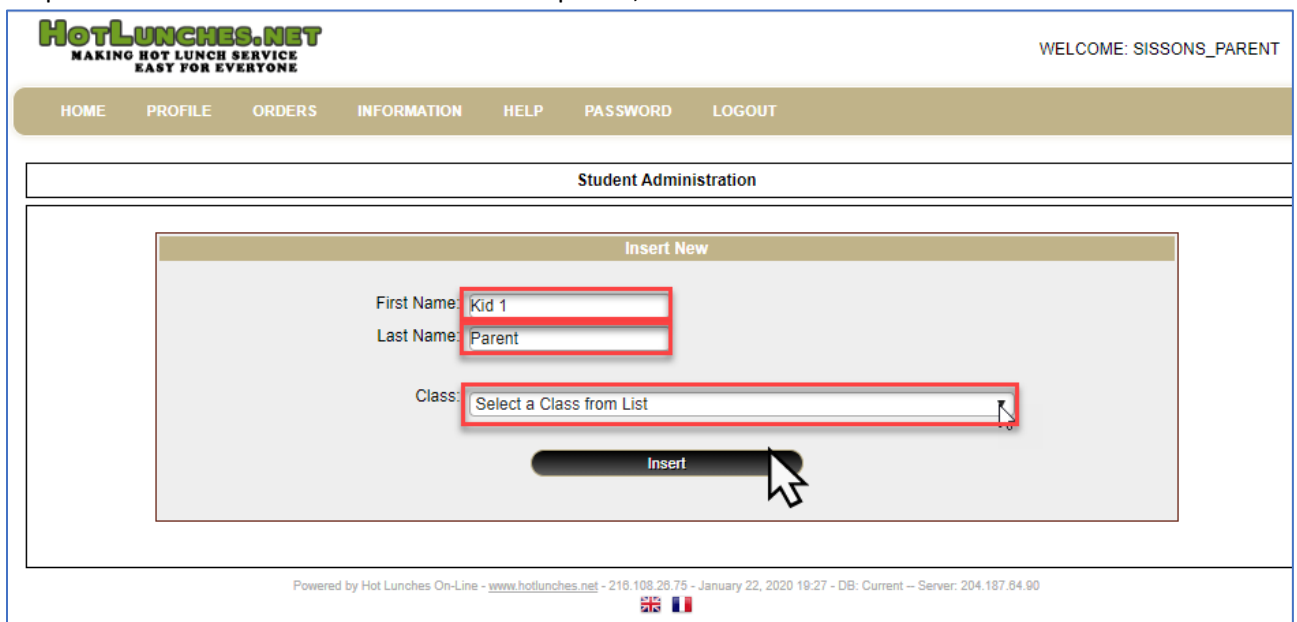 HOTLUNCHES.NET
MAKING HOT LUNCH SERVICE
EASY FOR EVERYONE
WELCOME: SISSONS_PARENT
HOME PROFILE ORDERS INFORMATION HELP PASSWORD LOGOUT
Student Administration
Insert New
First Name: Kid 1
Last Name: Parent
Class: Select a Class from List
Insert
Powered by Hot Lunches On-Line - www.hotlunches.net - 216.108.26.75 - January 22, 2020 19:27 - DB: Current -- Server: 204.187.64.90